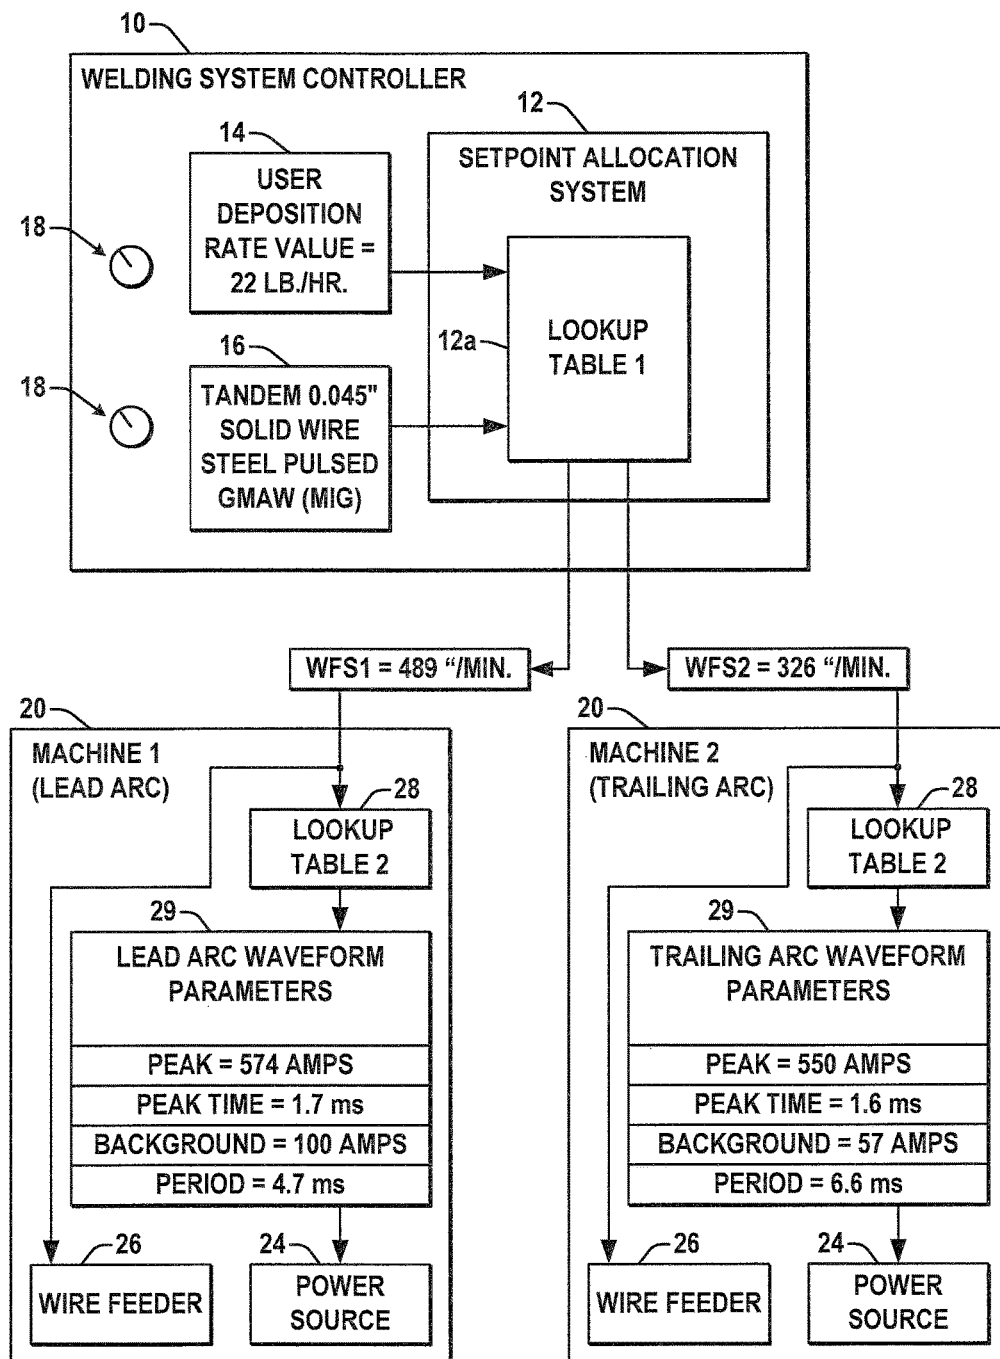 10
WELDING SYSTEM CONTROLLER
12
14
SETPOINT ALLOCATION
SYSTEM
USER
DEPOSITION
RATE VALUE =
22 LB./HR.
18
12a
LOOKUP
TABLE 1
16
18
TANDEM 0.045"
SOLID WIRE
STEEL PULSED
GMAW (MIG)
WFS1 = 489 “/MIN.
WFS2 = 326 “/MIN.
20
MACHINE 1
(LEAD ARC)
28
LOOKUP
TABLE 2
29
LEAD ARC WAVEFORM
PARAMETERS
PEAK = 574 AMPS
PEAK TIME = 1.7 ms
BACKGROUND = 100 AMPS
PERIOD = 4.7 ms
26
24
WIRE FEEDER
POWER
SOURCE
20
MACHINE 2
(TRAILING ARC)
28
LOOKUP
TABLE 2
29
TRAILING ARC WAVEFORM
PARAMETERS
PEAK = 550 AMPS
PEAK TIME = 1.6 ms
BACKGROUND = 57 AMPS
PERIOD = 6.6 ms
26
24
WIRE FEEDER
POWER
SOURCE